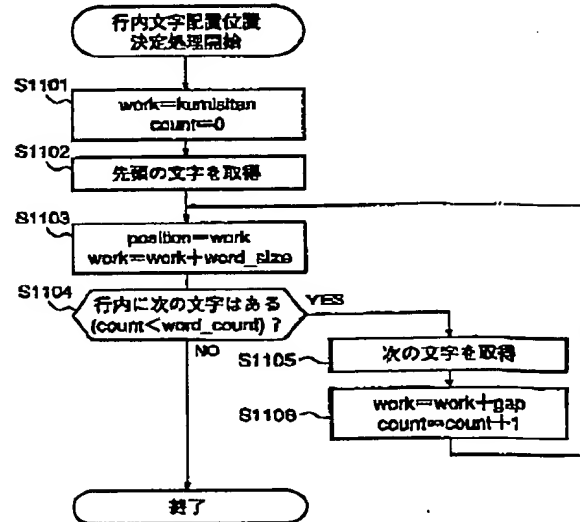 行内文字配置位置
決定処理開始
S1101
work=kumisitan
count=0
S1102
先頭の文字を取得
S1103
position=work
work=work+word_size
S1104
行内に次の文字はある
(count<word_count) ?
YES
NO
S1105
次の文字を取得
S1106
work=work+gap
count=count+1
終了